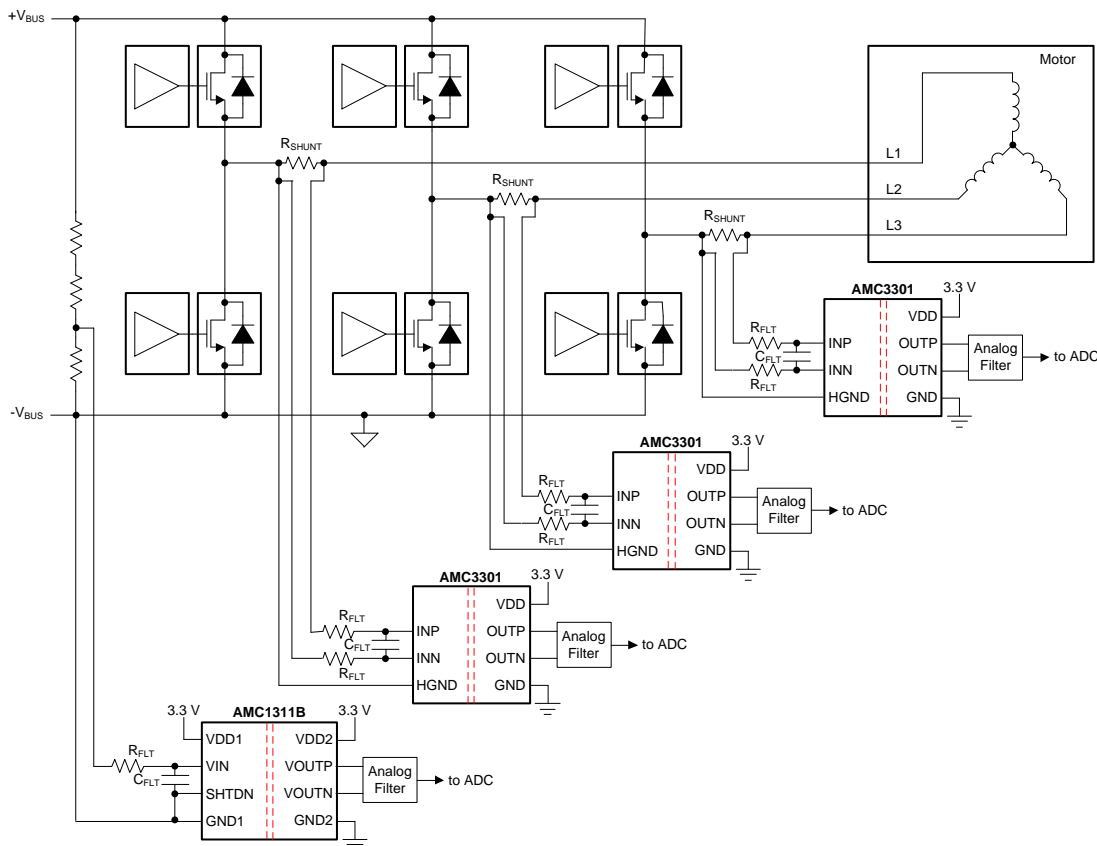 +VBUS
Motor
RSHUNT
L1
RSHUNT
L2
RSHUNT
L3
AMC3301
3.3 V
VDD
RFLT
INP
OUTP
Analog
Filter
to ADC
CFLT
INN
OUTN
RFLT
HGND
GND
-VBUS
AMC3301
3.3 V
VDD
RFLT
INP
OUTP
Analog
Filter
to ADC
CFLT
INN
OUTN
RFLT
HGND
GND
AMC3301
3.3 V
VDD
RFLT
INP
OUTP
Analog
Filter
to ADC
CFLT
INN
OUTN
RFLT
HGND
GND
AMC1311B
3.3 V
3.3 V
VDD1
VDD2
RFLT
VIN
VOUTP
Analog
Filter
to ADC
CFLT
SHTDN
VOUTN
GND1
GND2